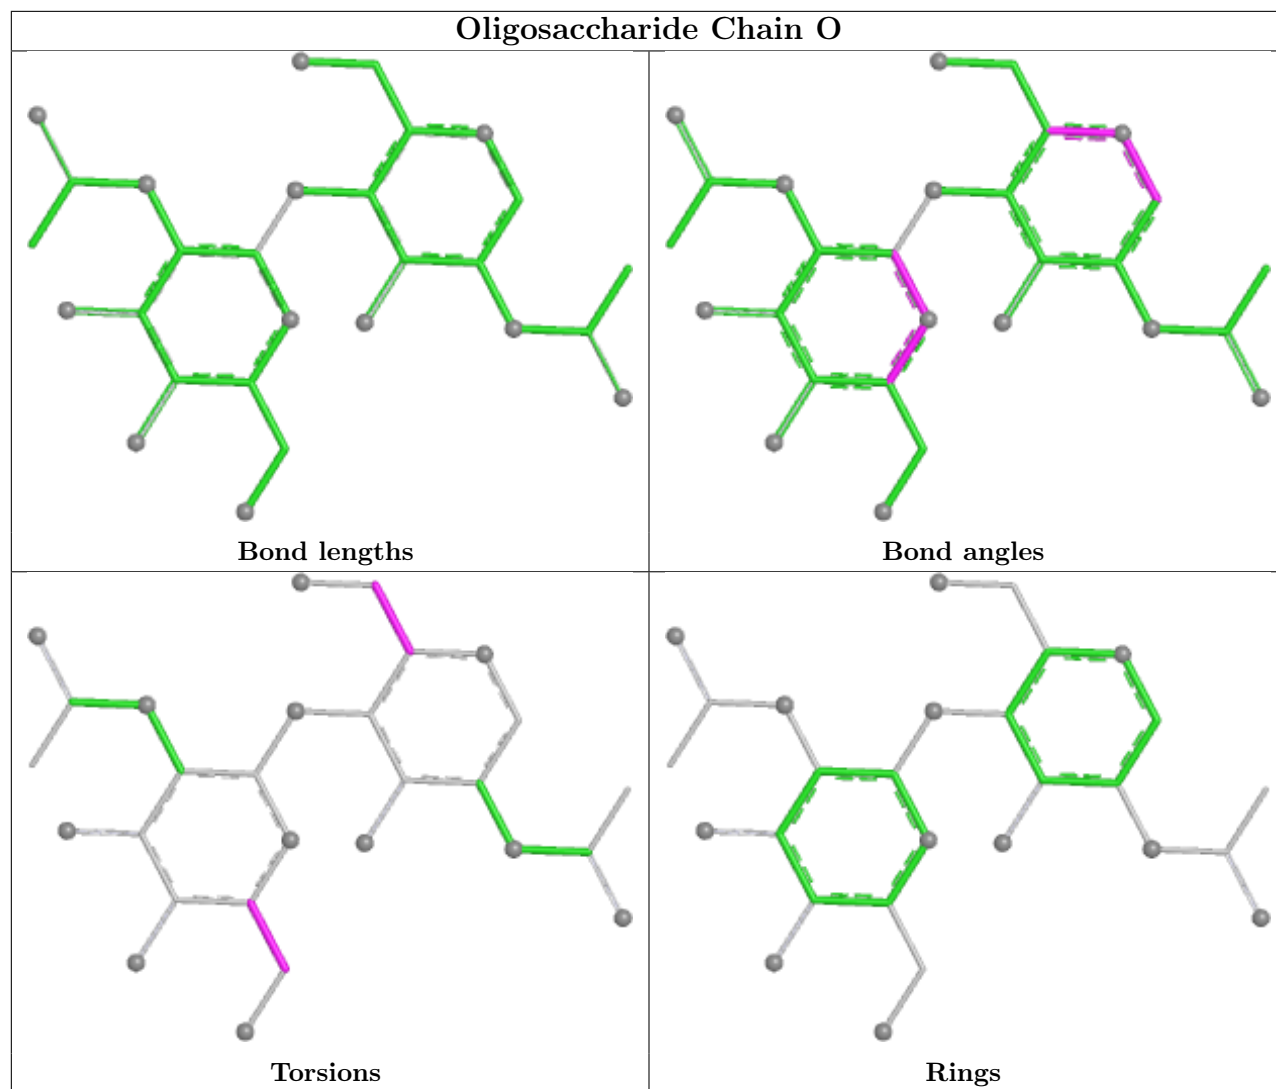 Oligosaccharide Chain O
Bond lengths
Bond angles
Torsions
Rings